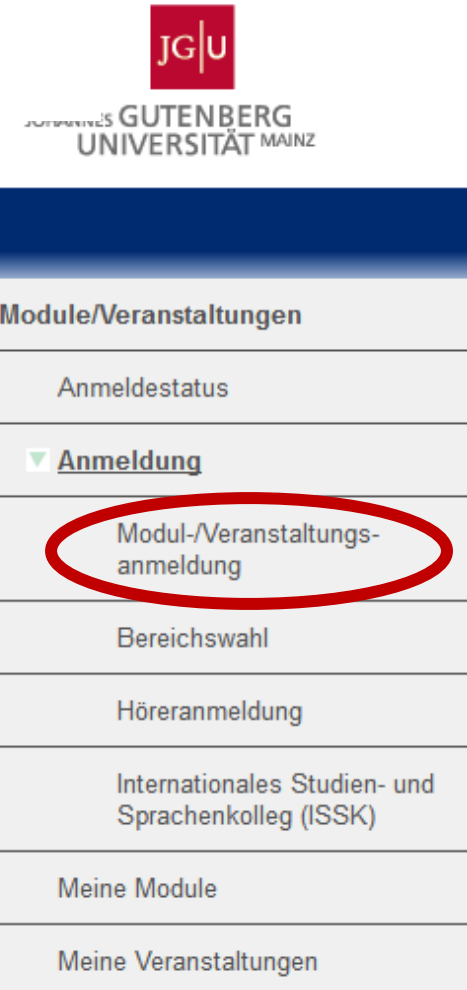 JG|U
JOHANNES GUTENBERG
UNIVERSITÄT MAINZ
Module/Veranstaltungen
Anmeldestatus
Anmeldung
Modul-/Veranstaltungs-
anmeldung
Bereichswahl
Höreranmeldung
Internationales Studien- und
Sprachenkolleg (ISSK)
Meine Module
Meine Veranstaltungen